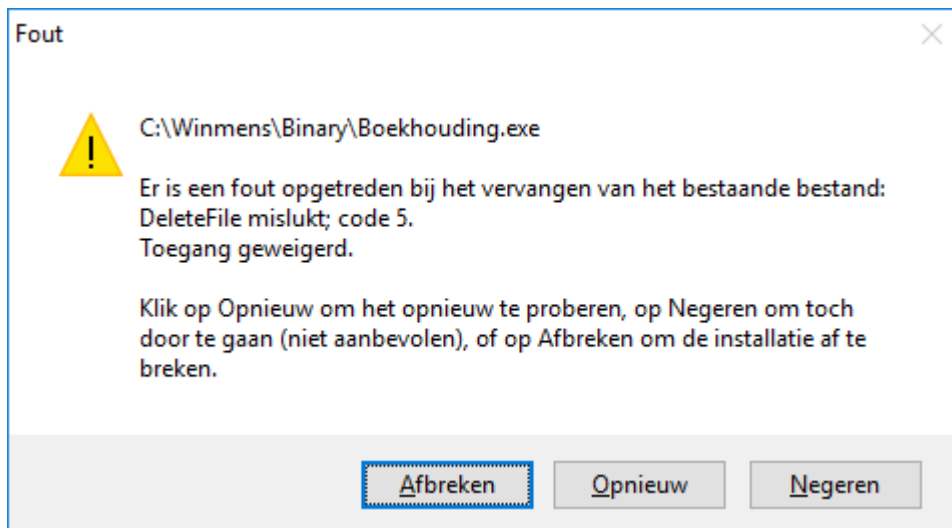 Fout
C:\Winmens\Binary\Boekhouding.exe
Er is een fout opgetreden bij het vervangen van het bestaande bestand:
DeleteFile mislukt; code 5.
Toegang geweigerd.
Klik op Opnieuw om het opnieuw te proberen, op Negeren om toch
door te gaan (niet aanbevolen), of op Afbreken om de installatie af te
breken.
Afbreken Opnieuw Negeren